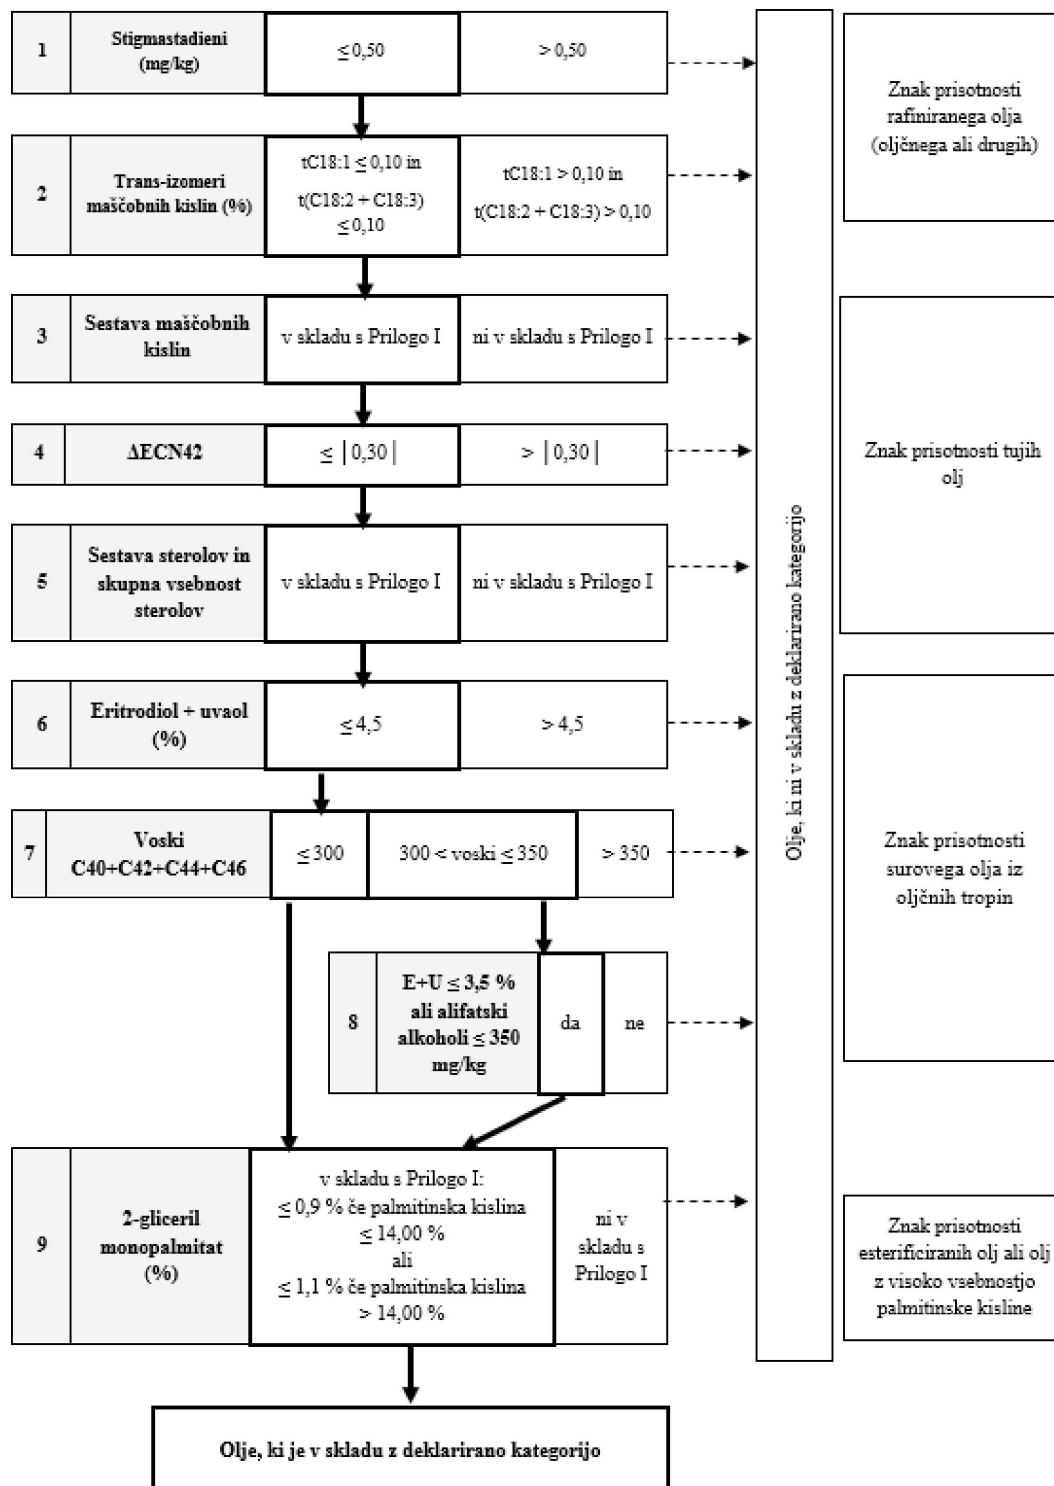 1
Stigmastadieni
(mg/kg)
≤ 0,50
> 0,50
2
Trans-izomeri
maščobnih kislin (%)
tC18:1 ≤ 0,10 in
t(C18:2 + C18:3)
≤ 0,10
tC18:1 > 0,10 in
t(C18:2 + C18:3) > 0,10
Znak prisotnosti
rafiniranega olja
(oljčnega ali drugih)
3
Sestava maščobnih
kislin
v skladu s Prilogo I
ni v skladu s Prilogo I
4
ΔECN42
≤ |0,30|
> |0,30|
5
Sestava sterolov in
skupna vsebnost
sterolov
v skladu s Prilogo I
ni v skladu s Prilogo I
Znak prisotnosti tujih
olj
6
Eritrodiol + uvaol
(%)
≤ 4,5
> 4,5
7
Voski
C40+C42+C44+C46
≤ 300
300 < voski ≤ 350
> 350
8
E+U ≤ 3,5 %
ali alifatski
alkoholi ≤ 350
mg/kg
da
ne
Znak prisotnosti
surovega olja iz
oljčnih tropin
9
2-gliceril
monopalmitat
(%)
v skladu s Prilogo I:
≤ 0,9 % če palmitinska kislina
≤ 14,00 %
ali
≤ 1,1 % če palmitinska kislina
> 14,00 %
ni v
skladu s
Prilogo I
Znak prisotnosti
esterificiranih olj ali olj
z visoko vsebnostjo
palmitinske kisline
Olje, ki ni v skladu z deklarirano kategorijo
Olje, ki je v skladu z deklarirano kategorijo